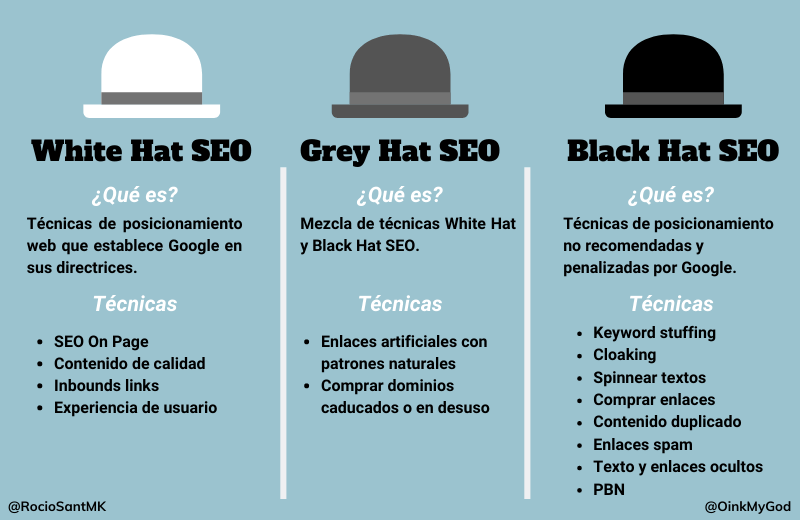 White Hat SEO
¿Qué es?
Técnicas de posicionamiento
web que establece Google en
sus directrices.
Técnicas
• SEO On Page
• Contenido de calidad
• Inbounds links
• Experiencia de usuario
Grey Hat SEO
¿Qué es?
Mezcla de técnicas White Hat
y Black Hat SEO.
Técnicas
• Enlaces artificiales con
patrones naturales
• Comprar dominios
caducados o en desuso
Black Hat SEO
¿Qué es?
Técnicas de posicionamiento
no recomendadas y
penalizadas por Google.
Técnicas
• Keyword stuffing
• Cloaking
• Spinnear textos
• Comprar enlaces
• Contenido duplicado
• Enlaces spam
• Texto y enlaces ocultos
• PBN
@RocioSantMK
@OinkMyGod